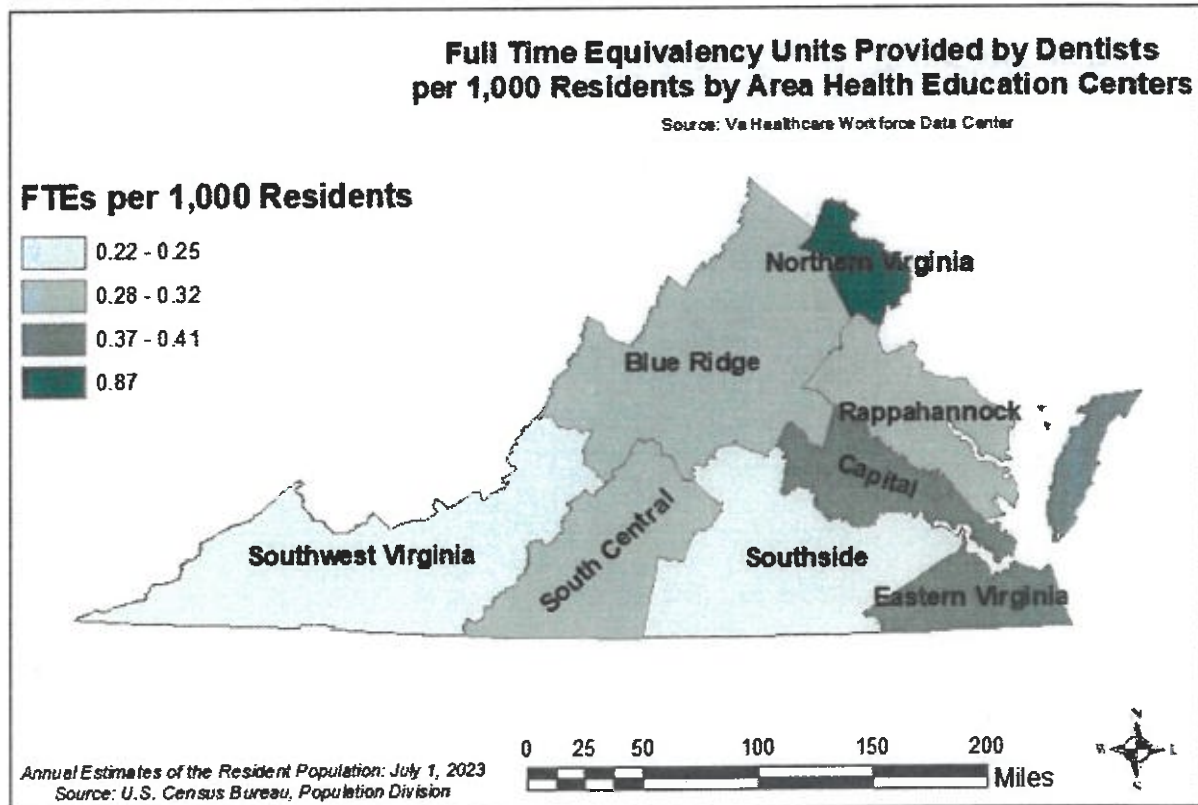 Full Time Equivalency Units Provided by Dentists
per 1,000 Residents by Area Health Education Centers
Source: Va Healthcare Workforce Data Center
FTEs per 1,000 Residents
0.22 - 0.25
0.28 - 0.32
0.37 - 0.41
0.87
Northern Virginia
Blue Ridge
Rappahannock
Capital
South Central
Southwest Virginia
Southside
Eastern Virginia
0 25 50 100 150 200
Miles
Annual Estimates of the Resident Population: July 1, 2023
Source: U.S. Census Bureau, Population Division